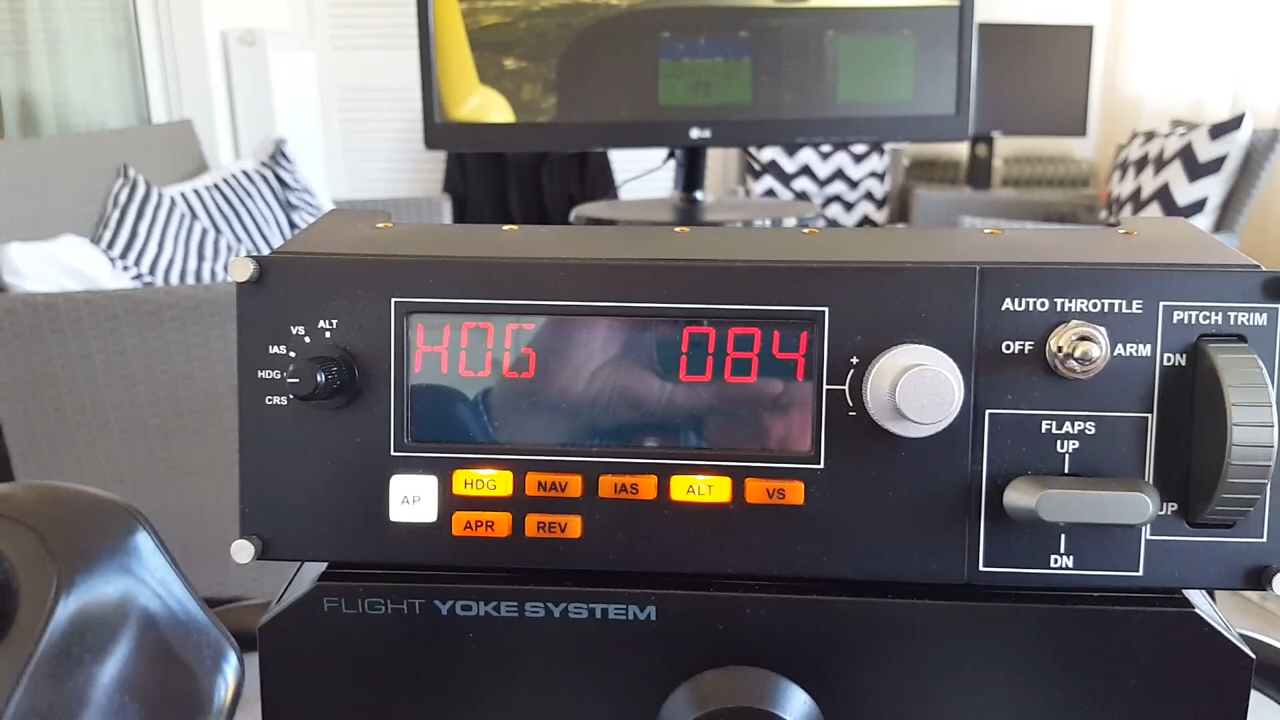 LG
ALT
VS
IAS
HDG
CRS
HDG 084
+
-
AP
HDG NAV IAS ALT VS
APR REV
AUTO THROTTLE
OFF ARM
FLAPS
UP
DN
PITCH TRIM
DN
UP
FLIGHT YOKE SYSTEM